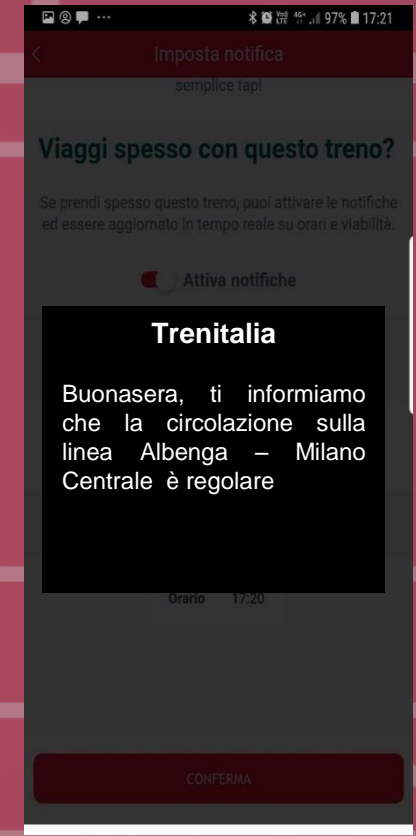 97% 17:21
Imposta notifica
semplice tap!
Viaggi spesso con questo treno?
Se prendi spesso questo treno, puoi attivare le notifiche
ed essere aggiornato in tempo reale su orari e viabilità.
Attiva notifiche
Trenitalia
Buonasera, ti informiamo
che la circolazione sulla
linea Albenga – Milano
Centrale è regolare
Orario 17:20
CONFERMA